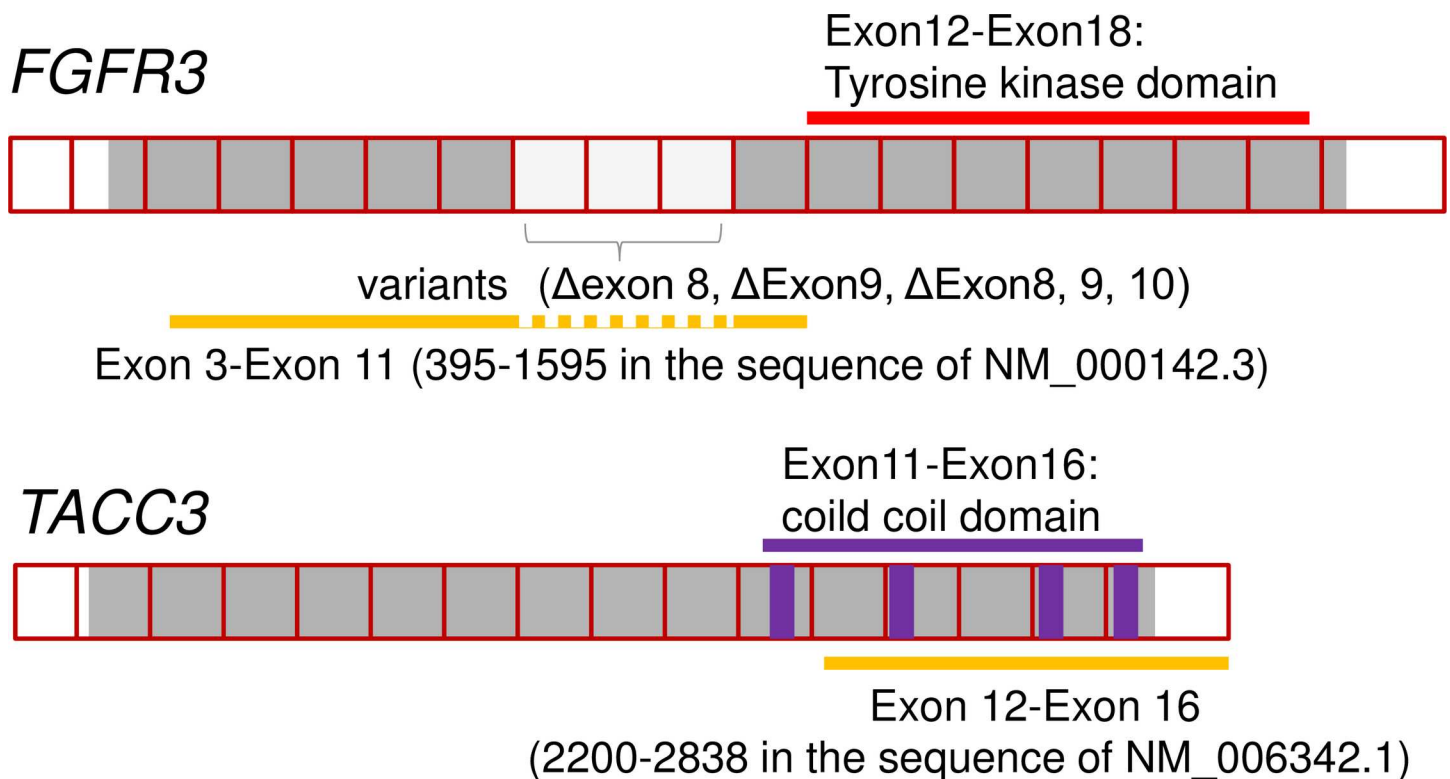 FGFR3
Exon12-Exon18:
Tyrosine kinase domain
variants (Δexon 8, ΔExon9, ΔExon8, 9, 10)
Exon 3-Exon 11 (395-1595 in the sequence of NM_000142.3)
TACC3
Exon11-Exon16:
coild coil domain
Exon 12-Exon 16
(2200-2838 in the sequence of NM_006342.1)